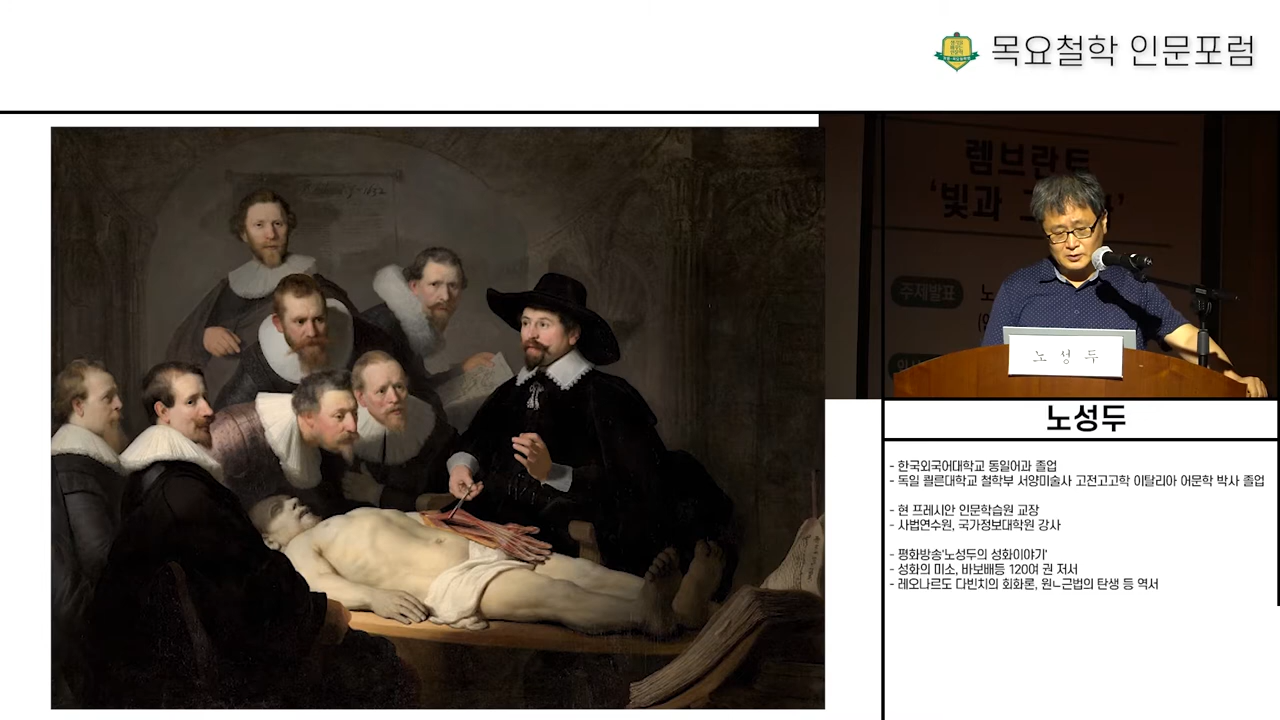 목요철학 인문포럼
렘브란트
주제발표
노 성 두
노성두
- 한국외국어대학교 독일어과 졸업
- 독일 쾰른대학교 철학부 서양미술사 고전고고학 이탈리아 어문학 박사 졸업
- 현 프레시안 인문학습원 교장
- 사법연수원, 국가정보대학원 강사
- 평화방송'노성두의 성화이야기'
- 성화의 미소, 바보배등 120여 권 저서
- 레오나르도 다빈치의 회화론, 원ㄴ근법의 탄생 등 역서